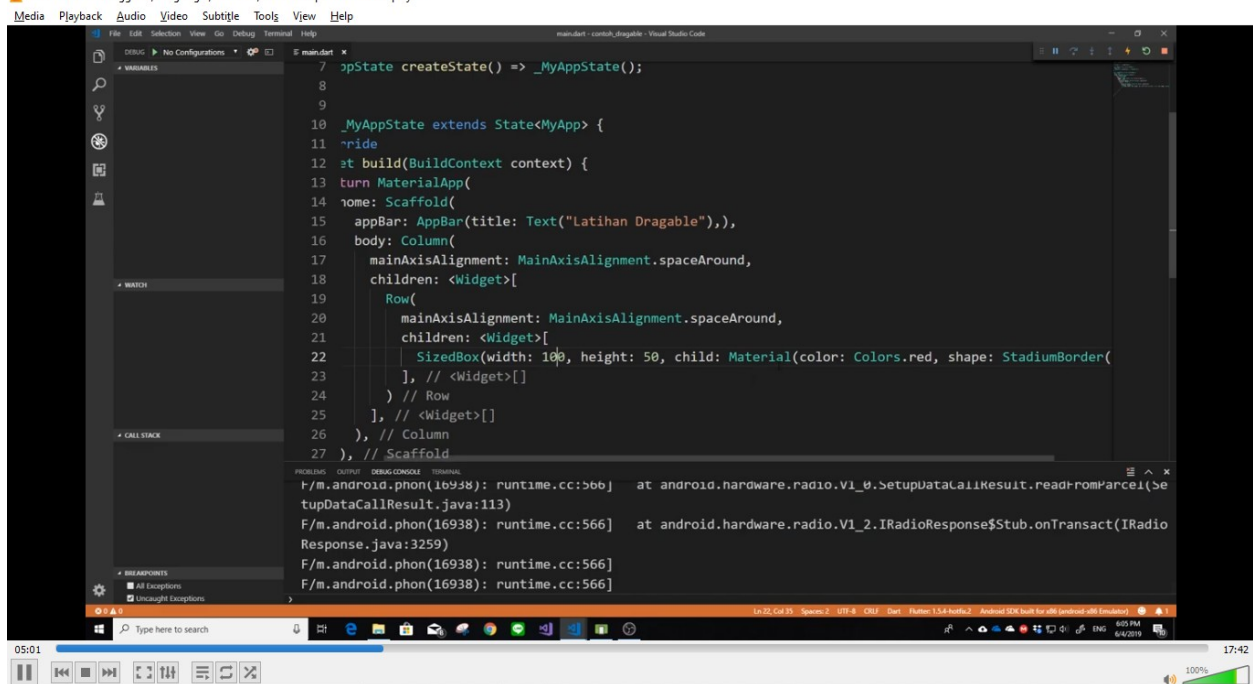 Media Playback Audio Video Subtitle Tools View Help
File Edit Selection View Go Debug Terminal Help
main.dart - contoh_dragable - Visual Studio Code
DEBUG No Configurations
main.dart
VARIABLES
7 ppState createState() => _MyAppState();
8
9
10 _MyAppState extends State<MyApp> {
11 rride
12 et build(BuildContext context) {
13 turn MaterialApp(
14 home: Scaffold(
15 appBar: AppBar(title: Text("Latihan Dragable"),),
16 body: Column(
17 mainAxisAlignment: MainAxisAlignment.spaceAround,
18 children: <Widget>[
19 Row(
20 mainAxisAlignment: MainAxisAlignment.spaceAround,
21 children: <Widget>[
22 SizedBox(width: 100, height: 50, child: Material(color: Colors.red, shape: StadiumBorder(
23 ], // <Widget>[]
24 ) // Row
25 ], // <Widget>[]
26 ), // Column
27 ), // Scaffold
WATCH
CALL STACK
BREAKPOINTS
All Exceptions
Uncaught Exceptions
PROBLEMS OUTPUT DEBUG CONSOLE TERMINAL
F/m.android.phon(16938): runtime.cc:566] at android.hardware.radio.V1_0.SetupDataCallResult.readFromParcel(Se
tupDataCallResult.java:113)
F/m.android.phon(16938): runtime.cc:566] at android.hardware.radio.V1_2.IRadioResponse$Stub.onTransact(IRadio
Response.java:3259)
F/m.android.phon(16938): runtime.cc:566]
F/m.android.phon(16938): runtime.cc:566]
>
0 0
Ln 22, Col 35 Spaces: 2 UTF-8 CRLF Dart Flutter: 1.5.4-hotfix.2 Android SDK built for x86 (android-x86 Emulator) 1
Type here to search
ENG
6:05 PM
6/4/2019
05:01
17:42
100%